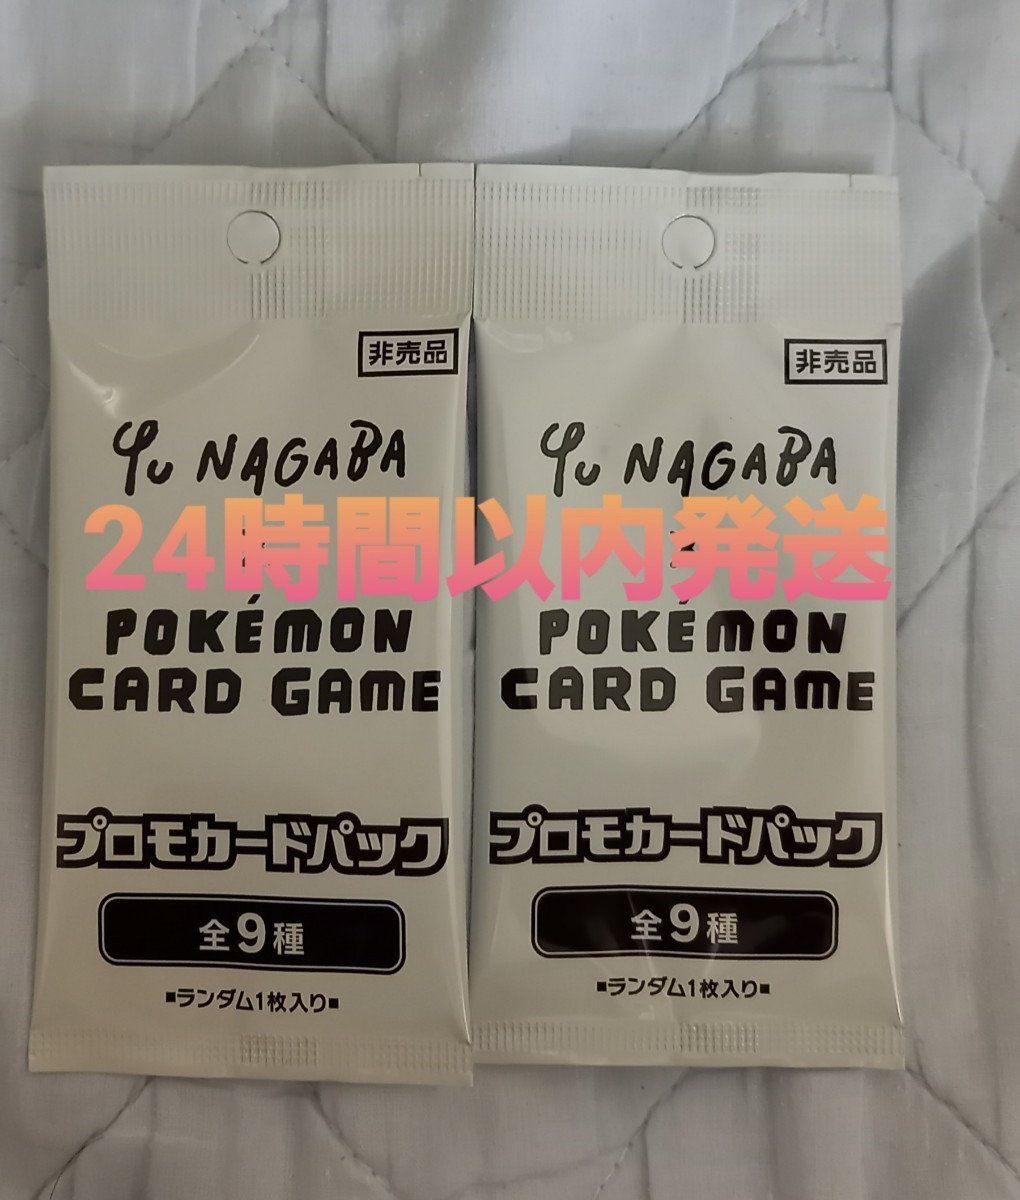 非売品
Yu NAGABA
×
POKÉMON
CARD GAME
プロモカードパック
全9種
■ランダム1枚入り■
非売品
Yu NAGABA
×
POKÉMON
CARD GAME
プロモカードパック
全9種
■ランダム1枚入り■
24時間以内発送